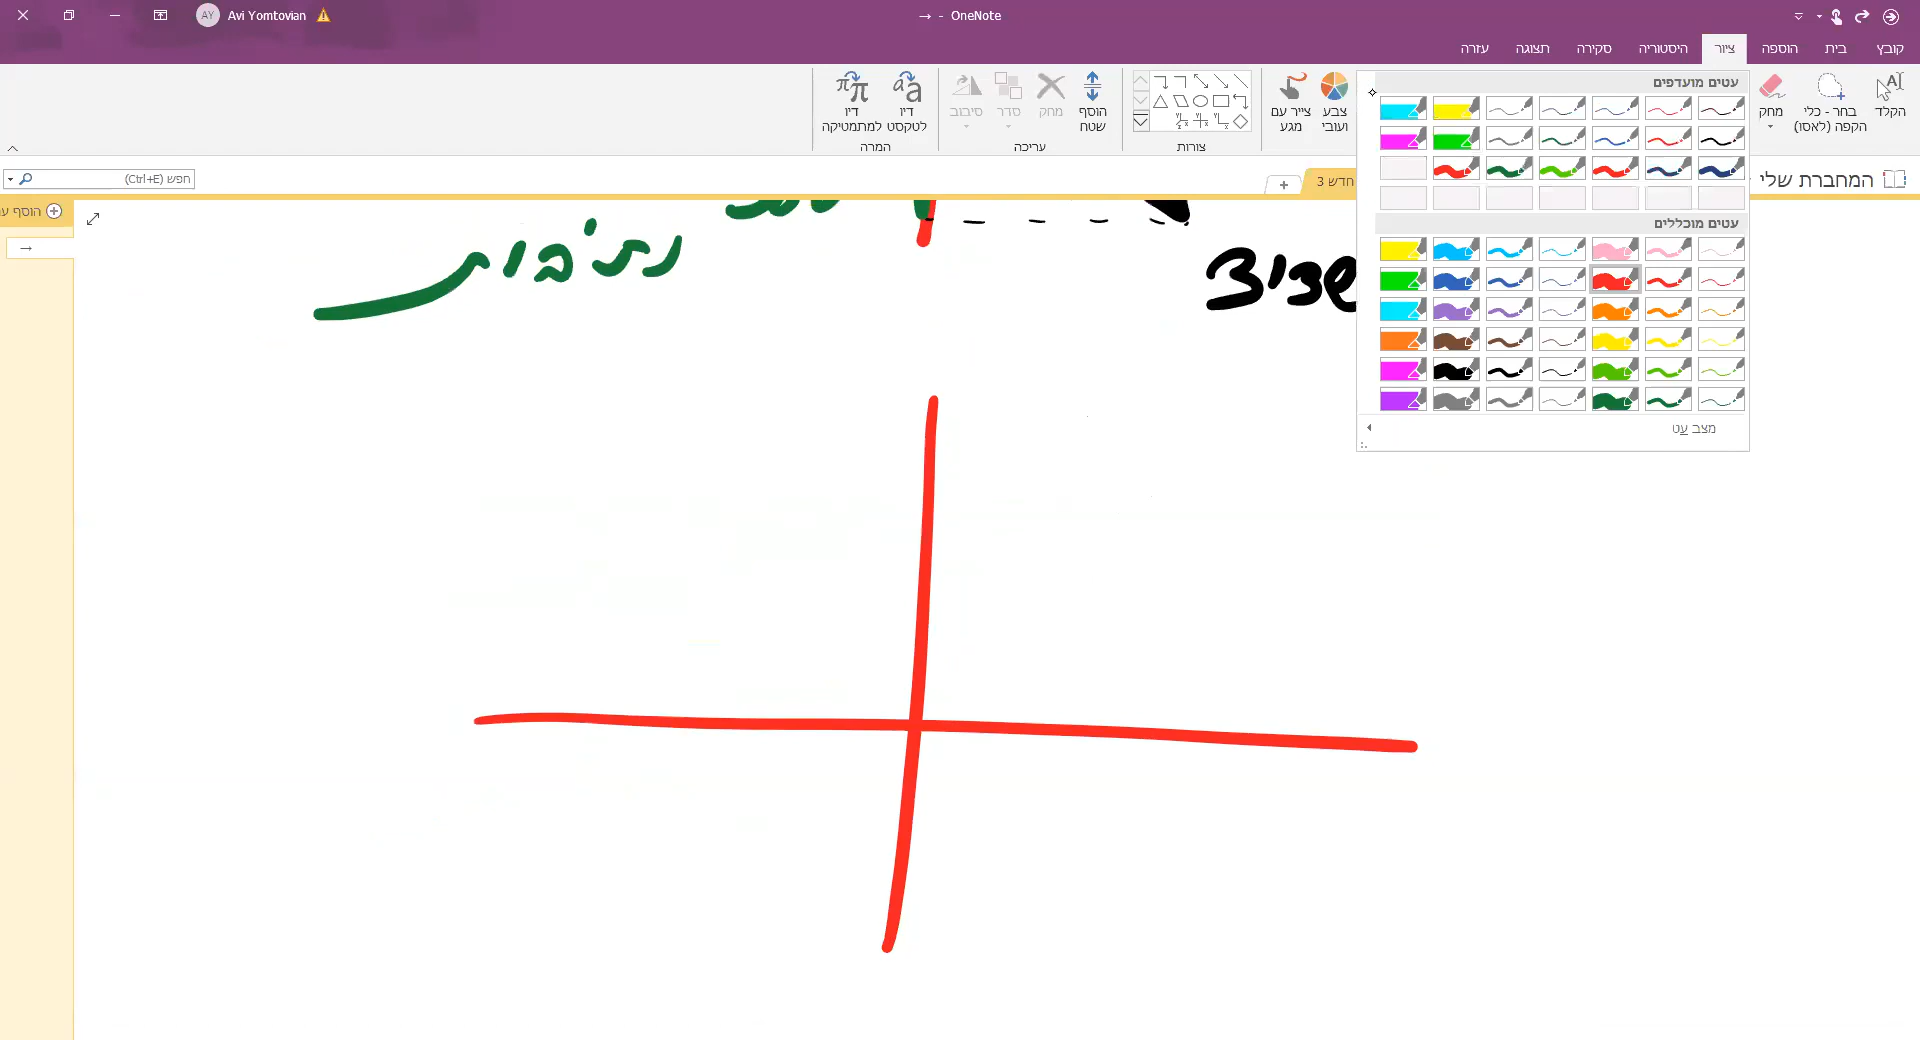 Avi Yomtovian
AY
→ - OneNote
קובץ
בית
הוספה
ציור
היסטוריה
סקירה
תצוגה
עזרה
הקלד
בחר - כלי
הקפה (לאסו)
מחק
עטים מועדפים
עטים מוכללים
מצב עט
צבע
ועובי
צייר עם
מגע
צורות
הוסף
שטח
מחק
סדר
סיבוב
עריכה
דיו
לטקסט
דיו
למתמטיקה
המרה
המחברת שלי
חדש 3
חפש (Ctrl+E)
הוסף ע
נתיבות